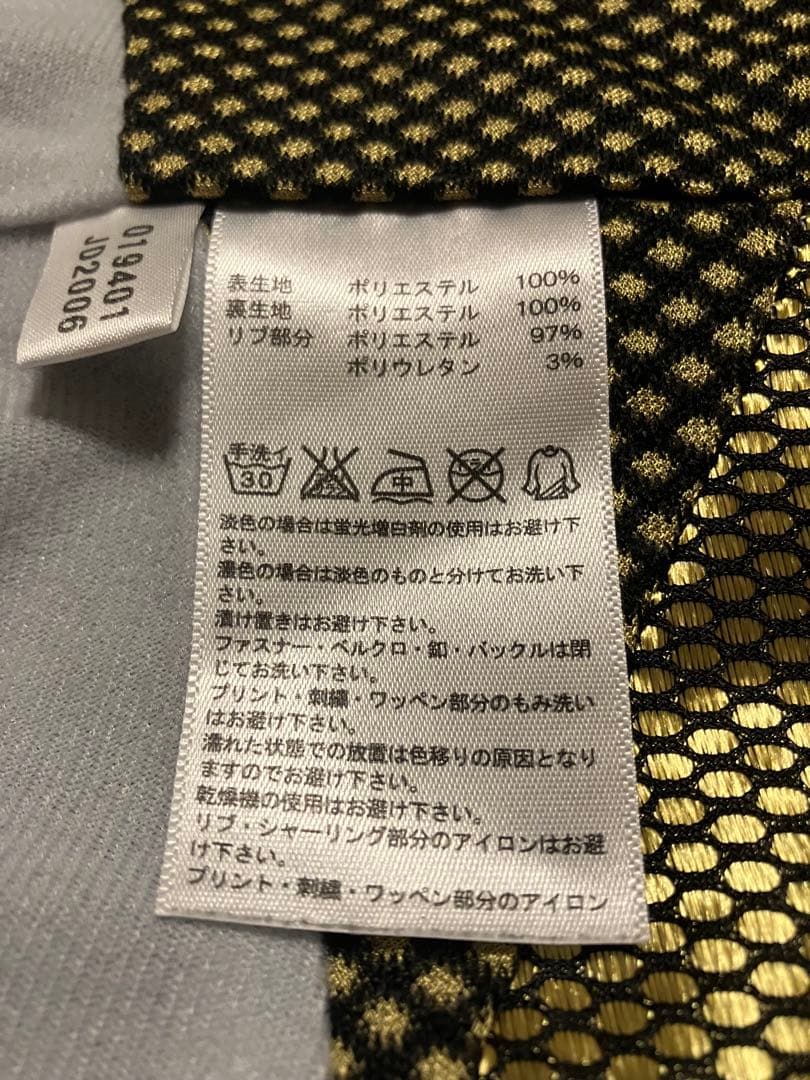 019401
JD2006
表生地 ポリエステル 100%
裏生地 ポリエステル 100%
リブ部分 ポリエステル 97%
ポリウレタン 3%
手洗イ
30
中
淡色の場合は蛍光増白剤の使用はお避け下
さい。
濃色の場合は淡色のものと分けてお洗い下
さい。
漬け置きはお避け下さい。
ファスナー・ベルクロ・釦・バックルは閉
じてお洗い下さい。
プリント・刺繍・ワッペン部分のもみ洗い
はお避け下さい。
濡れた状態での放置は色移りの原因となり
ますのでお避け下さい。
乾燥機の使用はお避け下さい。
リブ・シャーリング部分のアイロンはお避
け下さい。
プリント・刺繍・ワッペン部分のアイロン